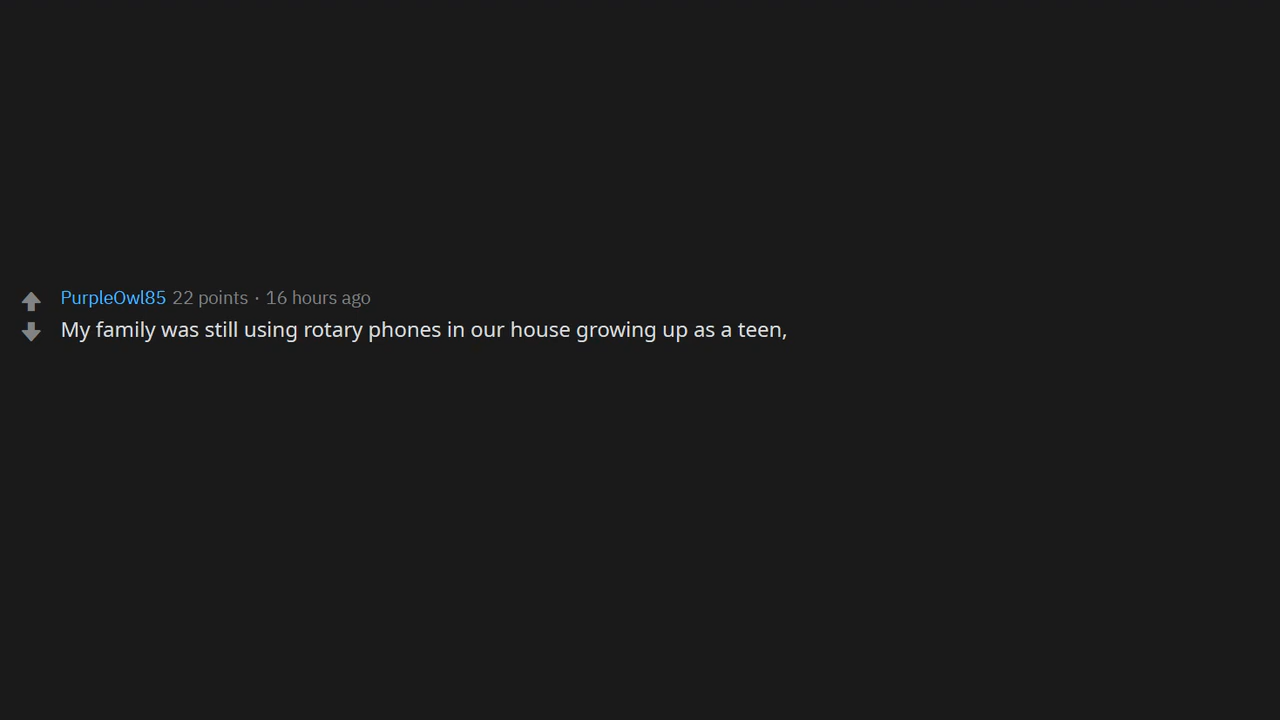 PurpleOwl85 22 points · 16 hours ago
My family was still using rotary phones in our house growing up as a teen,